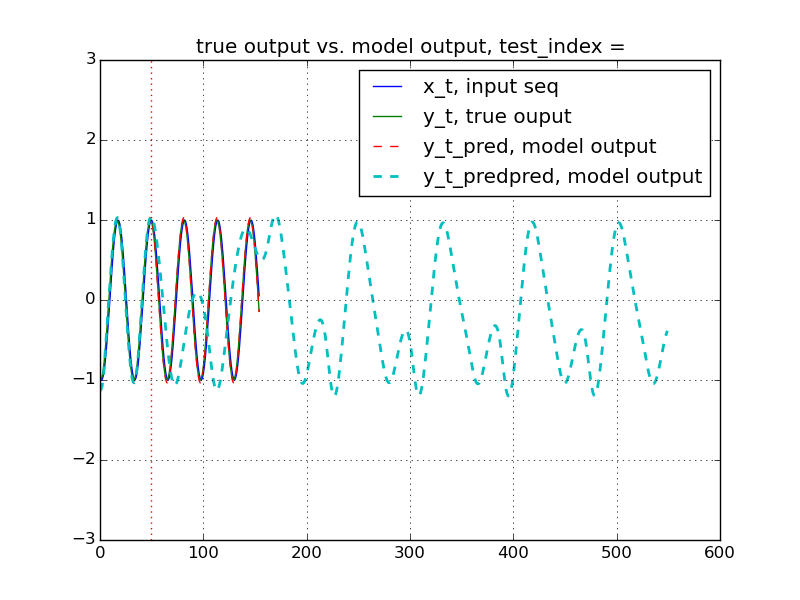 true output vs. model output, test_index =
x_t, input seq
y_t, true ouput
y_t_pred, model output
y_t_predpred, model output
3
2
1
0
−1
−2
−3
0 100 200 300 400 500 600